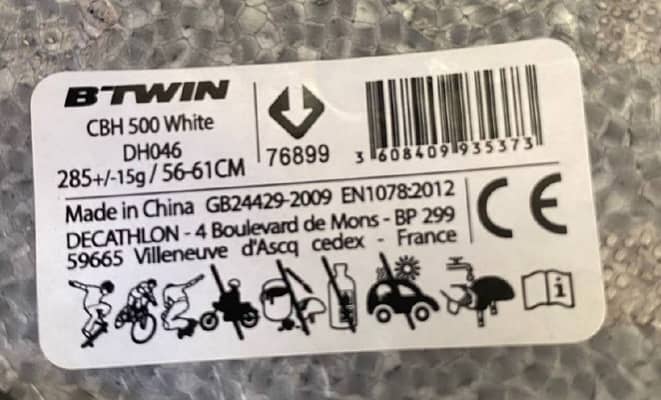 B'TWIN
CBH 500 White
DH046
285+/-15g / 56-61CM
76899
3 608409 935373
Made in China GB24429-2009 EN1078:2012
DECATHLON - 4 Boulevard de Mons - BP 299
59665 Villeneuve d'Ascq cedex - France
CE
i